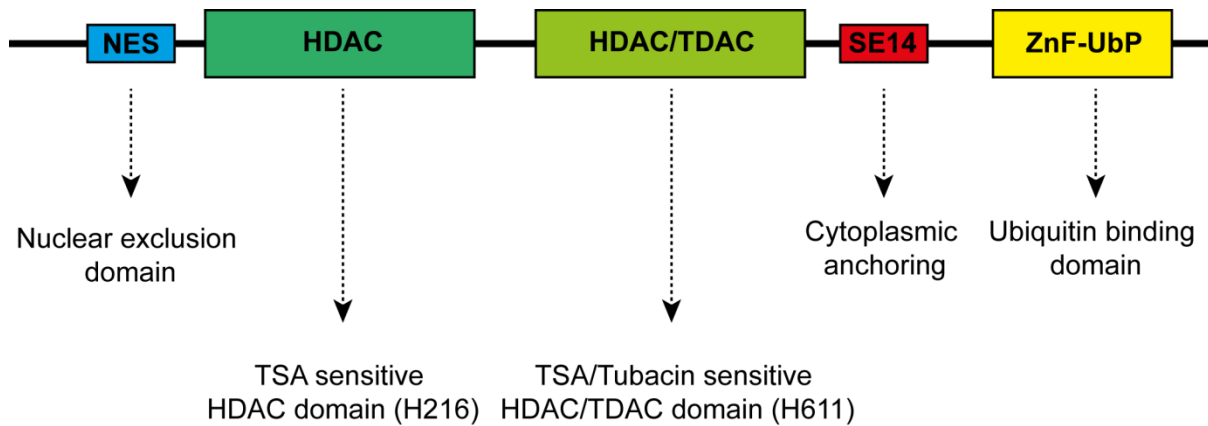 NES
HDAC
HDAC/TDAC
SE14
ZnF-UbP
Nuclear exclusion
domain
Cytoplasmic
anchoring
Ubiquitin binding
domain
TSA sensitive
HDAC domain (H216)
TSA/Tubacin sensitive
HDAC/TDAC domain (H611)